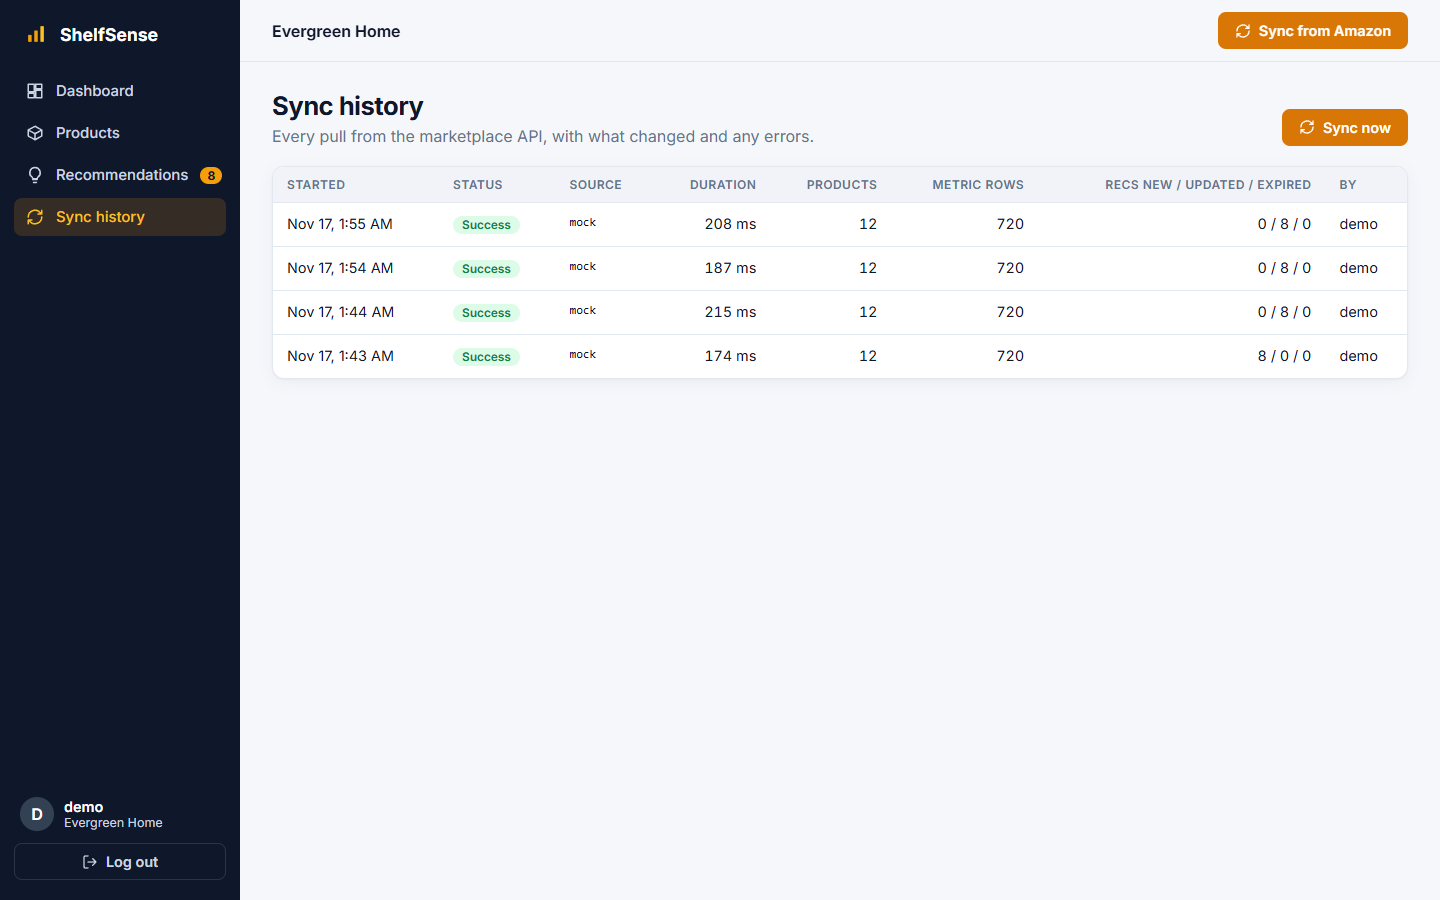 ShelfSense
Dashboard
Products
Recommendations 8
Sync history
D
demo
Evergreen Home
Log out
Evergreen Home
Sync from Amazon
Sync history
Every pull from the marketplace API, with what changed and any errors.
Sync now
STARTED STATUS SOURCE DURATION PRODUCTS METRIC ROWS RECS NEW / UPDATED / EXPIRED BY
Nov 17, 1:55 AM Success mock 208 ms 12 720 0 / 8 / 0 demo
Nov 17, 1:54 AM Success mock 187 ms 12 720 0 / 8 / 0 demo
Nov 17, 1:44 AM Success mock 215 ms 12 720 0 / 8 / 0 demo
Nov 17, 1:43 AM Success mock 174 ms 12 720 8 / 0 / 0 demo